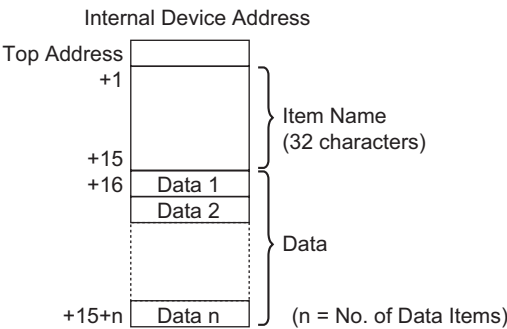 Internal Device Address
Top Address
+1
Item Name
(32 characters)
+15
+16 Data 1
Data 2
Data
+15+n Data n (n = No. of Data Items)